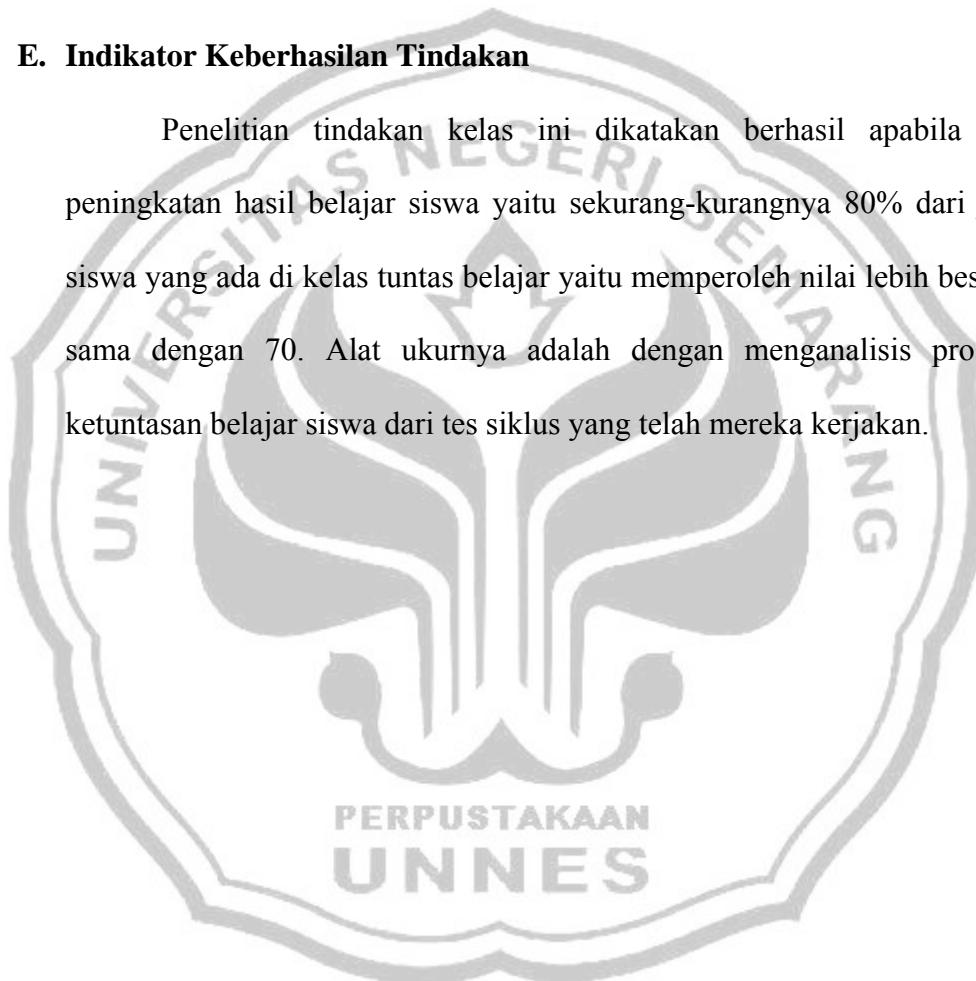 E. Indikator Keberhasilan Tindakan
Penelitian tindakan kelas ini dikatakan berhasil apabila
peningkatan hasil belajar siswa yaitu sekurang-kurangnya 80% dari
siswa yang ada di kelas tuntas belajar yaitu memperoleh nilai lebih
sama dengan 70. Alat ukurnya adalah dengan menganalisis
ketuntasan belajar siswa dari tes siklus yang telah mereka kerjakan.
UNIVERSITAS NEGERI SEMARANG
PERPUSTAKAAN
UNNES